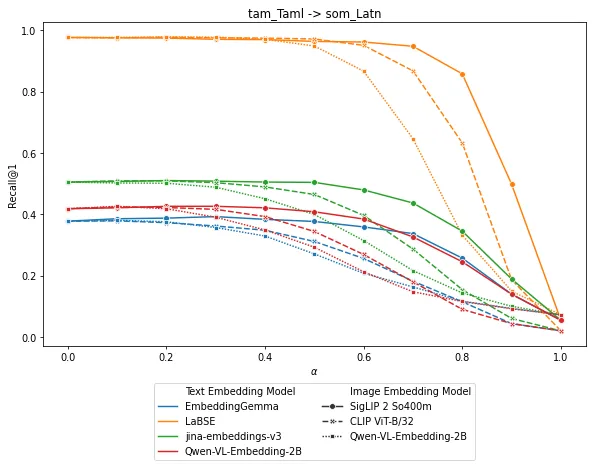 tam_Taml -> som_Latn
Recall@1
1.0
0.8
0.6
0.4
0.2
0.0
0.0 0.2 0.4 0.6 0.8 1.0
α
Text Embedding Model
EmbeddingGemma
LaBSE
jina-embeddings-v3
Qwen-VL-Embedding-2B
Image Embedding Model
SigLIP 2 So400m
CLIP ViT-B/32
Qwen-VL-Embedding-2B